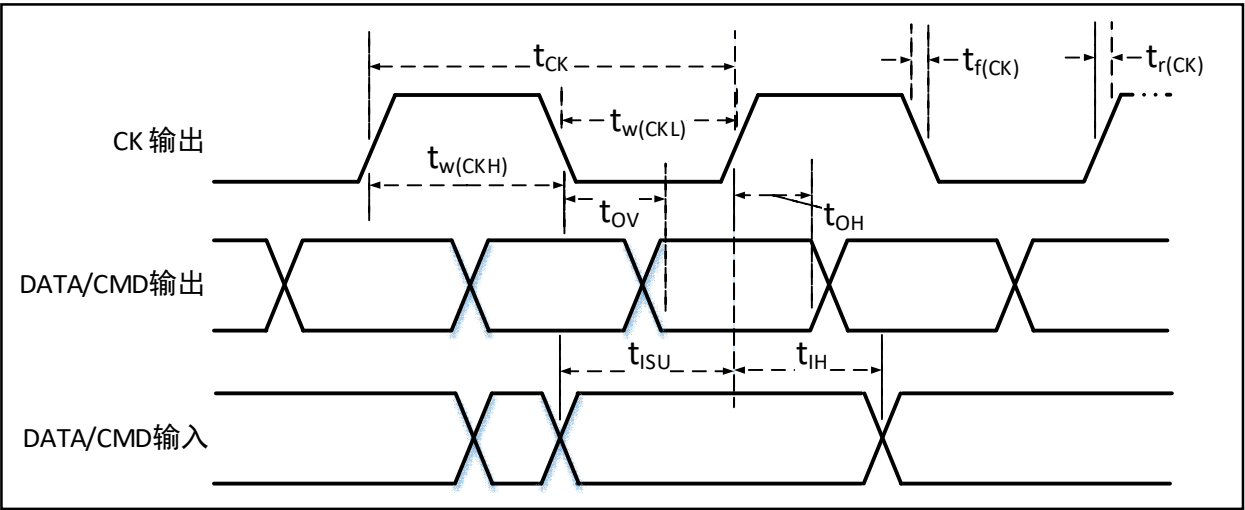 tCK
tf(CK)
tr(CK)
CK 输出
tw(CKL)
tw(CKH)
tOV
tOH
DATA/CMD输出
tISU
tIH
DATA/CMD输入